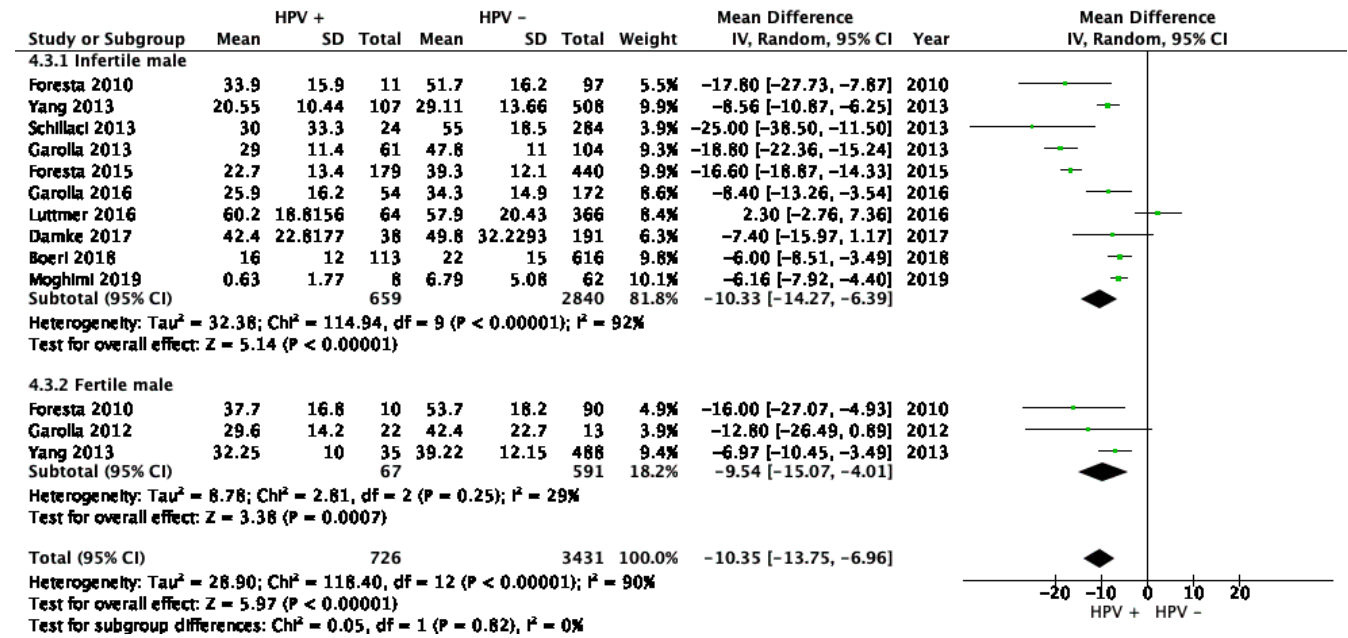 HPV + HPV – Mean Difference Mean Difference
Study or Subgroup Mean SD Total Mean SD Total Weight IV, Random, 95% CI Year IV, Random, 95% CI
4.3.1 Infertile male
Foresta 2010 33.9 15.9 11 51.7 16.2 97 5.5% −17.80 [−27.73, −7.87] 2010
Yang 2013 20.55 10.44 107 29.11 13.66 508 9.9% −8.56 [−10.87, −6.25] 2013
Schillaci 2013 30 33.3 24 55 18.5 284 3.9% −25.00 [−38.50, −11.50] 2013
Garolla 2013 29 11.4 61 47.8 11 104 9.3% −18.80 [−22.36, −15.24] 2013
Foresta 2015 22.7 13.4 179 39.3 12.1 440 9.9% −16.60 [−18.87, −14.33] 2015
Garolla 2016 25.9 16.2 54 34.3 14.9 172 8.6% −8.40 [−13.26, −3.54] 2016
Luttmer 2016 60.2 18.8156 64 57.9 20.43 366 8.4% 2.30 [−2.76, 7.36] 2016
Damke 2017 42.4 22.8177 38 49.8 32.2293 191 6.3% −7.40 [−15.97, 1.17] 2017
Boeri 2018 16 12 113 22 15 616 9.8% −6.00 [−8.51, −3.49] 2018
Moghimi 2019 0.63 1.77 8 6.79 5.08 62 10.1% −6.16 [−7.92, −4.40] 2019
Subtotal (95% CI) 659 2840 81.8% −10.33 [−14.27, −6.39]
Heterogeneity: Tau² = 32.38; Chi² = 114.94, df = 9 (P < 0.00001); I² = 92%
Test for overall effect: Z = 5.14 (P < 0.00001)
4.3.2 Fertile male
Foresta 2010 37.7 16.8 10 53.7 18.2 90 4.9% −16.00 [−27.07, −4.93] 2010
Garolla 2012 29.6 14.2 22 42.4 22.7 13 3.9% −12.80 [−26.49, 0.89] 2012
Yang 2013 32.25 10 35 39.22 12.15 488 9.4% −6.97 [−10.45, −3.49] 2013
Subtotal (95% CI) 67 591 18.2% −9.54 [−15.07, −4.01]
Heterogeneity: Tau² = 8.78; Chi² = 2.81, df = 2 (P = 0.25); I² = 29%
Test for overall effect: Z = 3.38 (P = 0.0007)
Total (95% CI) 726 3431 100.0% −10.35 [−13.75, −6.96]
Heterogeneity: Tau² = 28.90; Chi² = 118.40, df = 12 (P < 0.00001); I² = 90%
Test for overall effect: Z = 5.97 (P < 0.00001)
Test for subgroup differences: Chi² = 0.05, df = 1 (P = 0.82), I² = 0%
−20 −10 0 10 20
HPV + HPV –